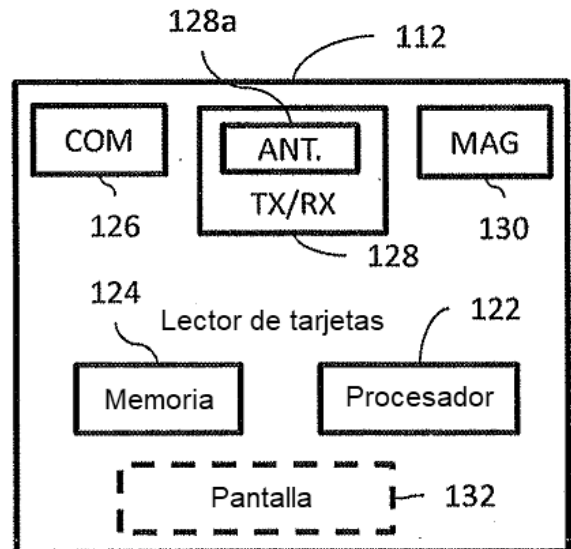 128a
112
COM
ANT.
MAG
TX/RX
126
128
130
124
Lector de tarjetas
122
Memoria
Procesador
Pantalla
132